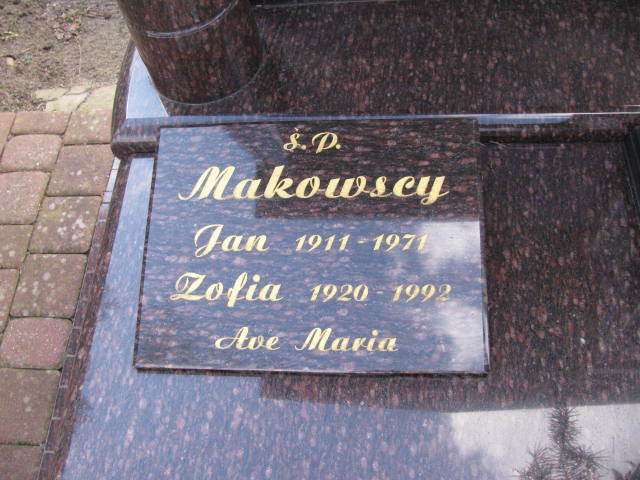 Ś. P.
Makowscy
Jan 1911 - 1971
Zofia 1920 - 1992
Ave Maria